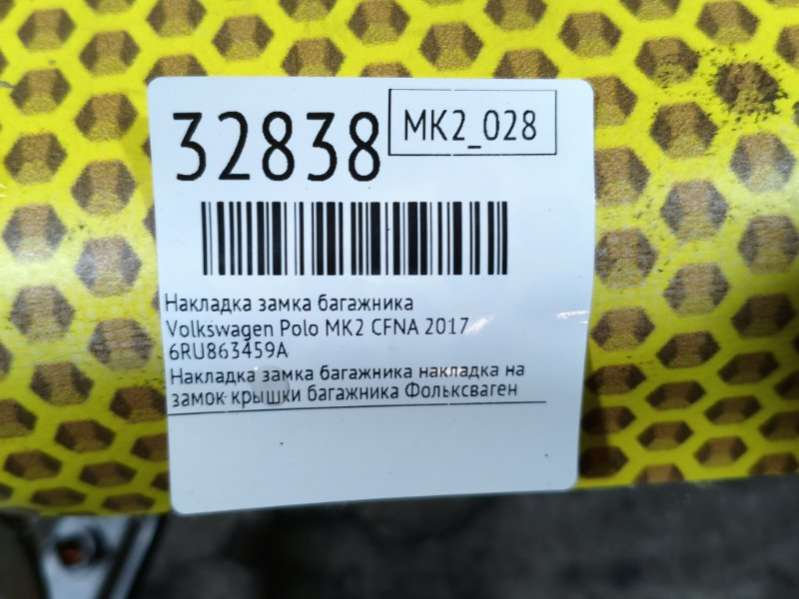 32838
MK2_028
Накладка замка багажника
Volkswagen Polo MK2 CFNA 2017
6RU863459A
Накладка замка багажника накладка на
замок крышки багажника Фольксваген